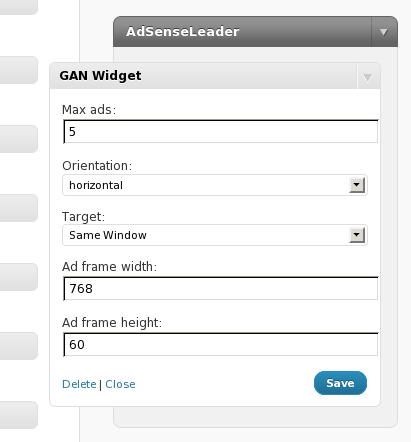 AdSenseLeader
GAN Widget
Max ads:
5
Orientation:
horizontal
Target:
Same Window
Ad frame width:
768
Ad frame height:
60
Delete | Close
Save